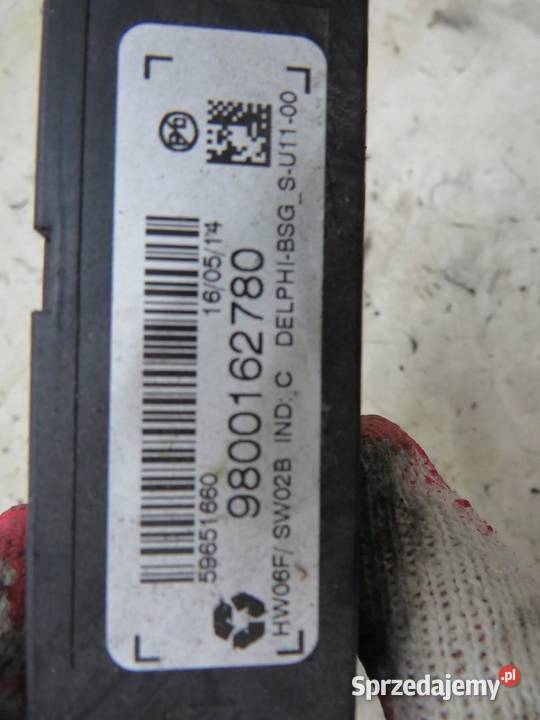 59651660 16/05/14
9800162780
HW06F/ SW02B IND: C DELPHI-BSG_S-U11-00
Sprzedajemy.pl